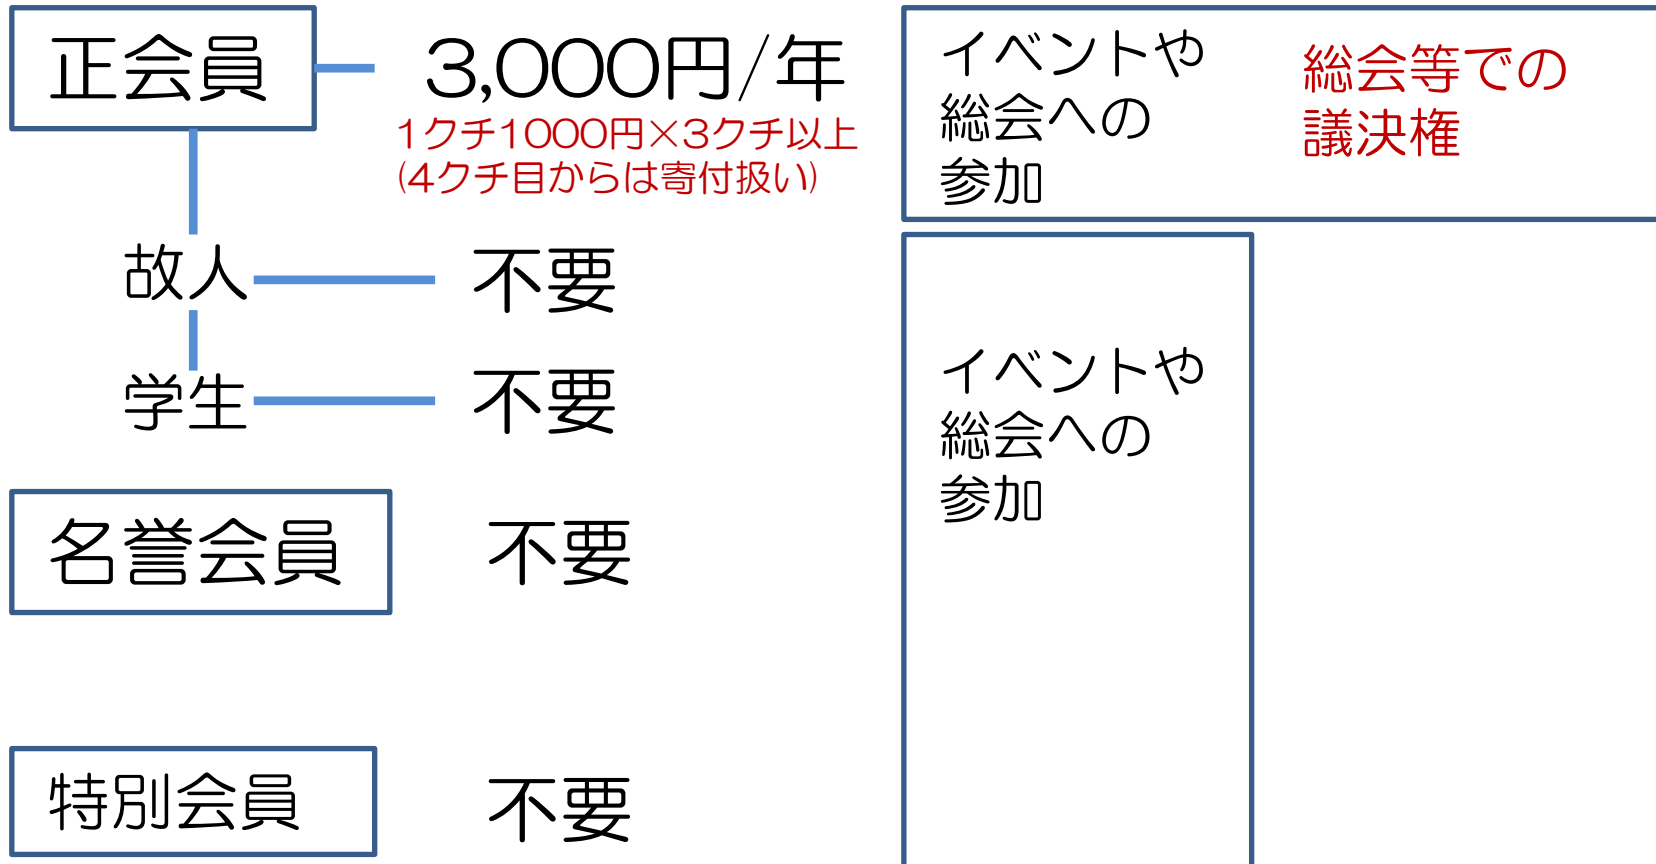 正会員
3,000円/年
1クチ1000円×3クチ以上
(4クチ目からは寄付扱い)
イベントや
総会への
参加
総会等での
議決権
故人
不要
学生
不要
イベントや
総会への
参加
名誉会員
不要
特別会員
不要